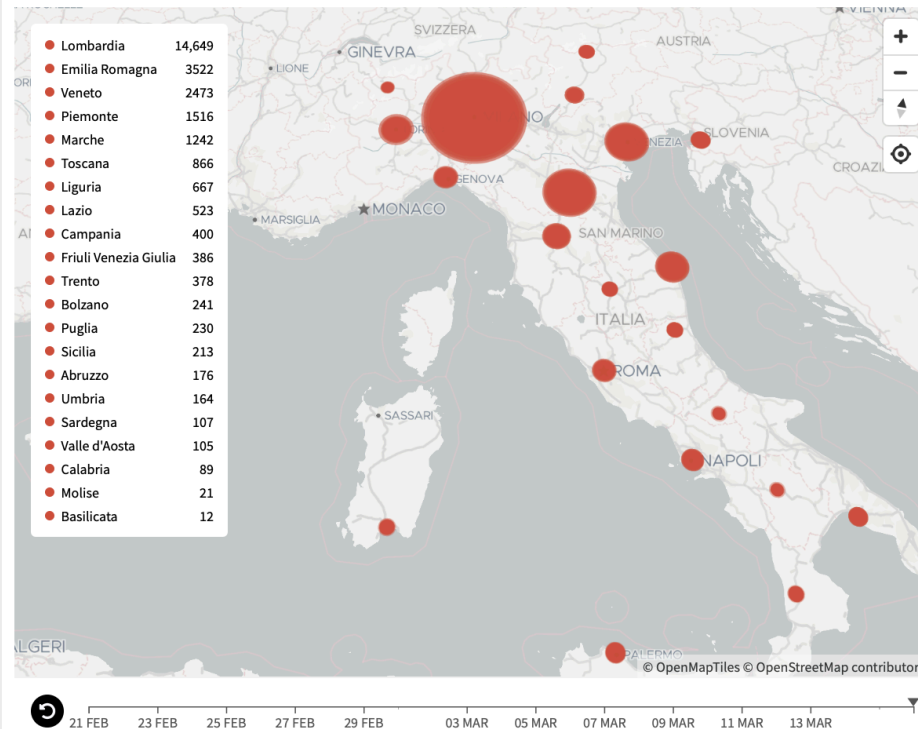 VIENNA
SVIZZERA
AUSTRIA
GINEVRA
LIONE
NEZIA
SLOVENIA
CROAZI
GENOVA
MONACO
MARSIGLIA
SAN MARINO
ITALIA
ROMA
SASSARI
NAPOLI
PALERMO
ALGERI
Lombardia 14,649
Emilia Romagna 3522
Veneto 2473
Piemonte 1516
Marche 1242
Toscana 866
Liguria 667
Lazio 523
Campania 400
Friuli Venezia Giulia 386
Trento 378
Bolzano 241
Puglia 230
Sicilia 213
Abruzzo 176
Umbria 164
Sardegna 107
Valle d'Aosta 105
Calabria 89
Molise 21
Basilicata 12
© OpenMapTiles © OpenStreetMap contributor
21 FEB 23 FEB 25 FEB 27 FEB 29 FEB 03 MAR 05 MAR 07 MAR 09 MAR 11 MAR 13 MAR